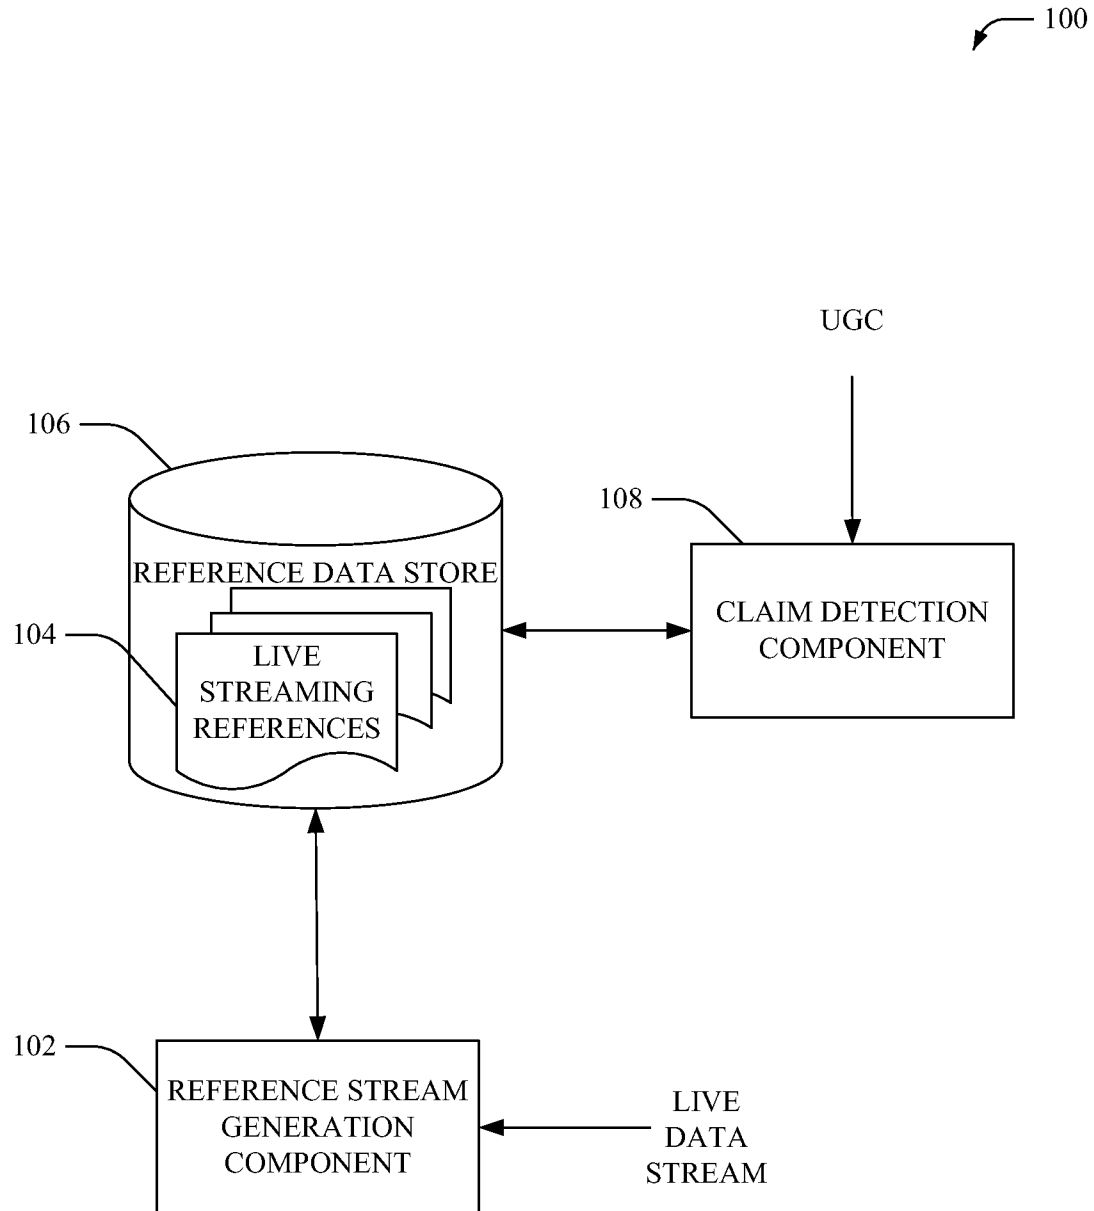 100
UGC
106
108
REFERENCE DATA STORE
CLAIM DETECTION
COMPONENT
104
LIVE
STREAMING
REFERENCES
102
REFERENCE STREAM
GENERATION
COMPONENT
LIVE
DATA
STREAM